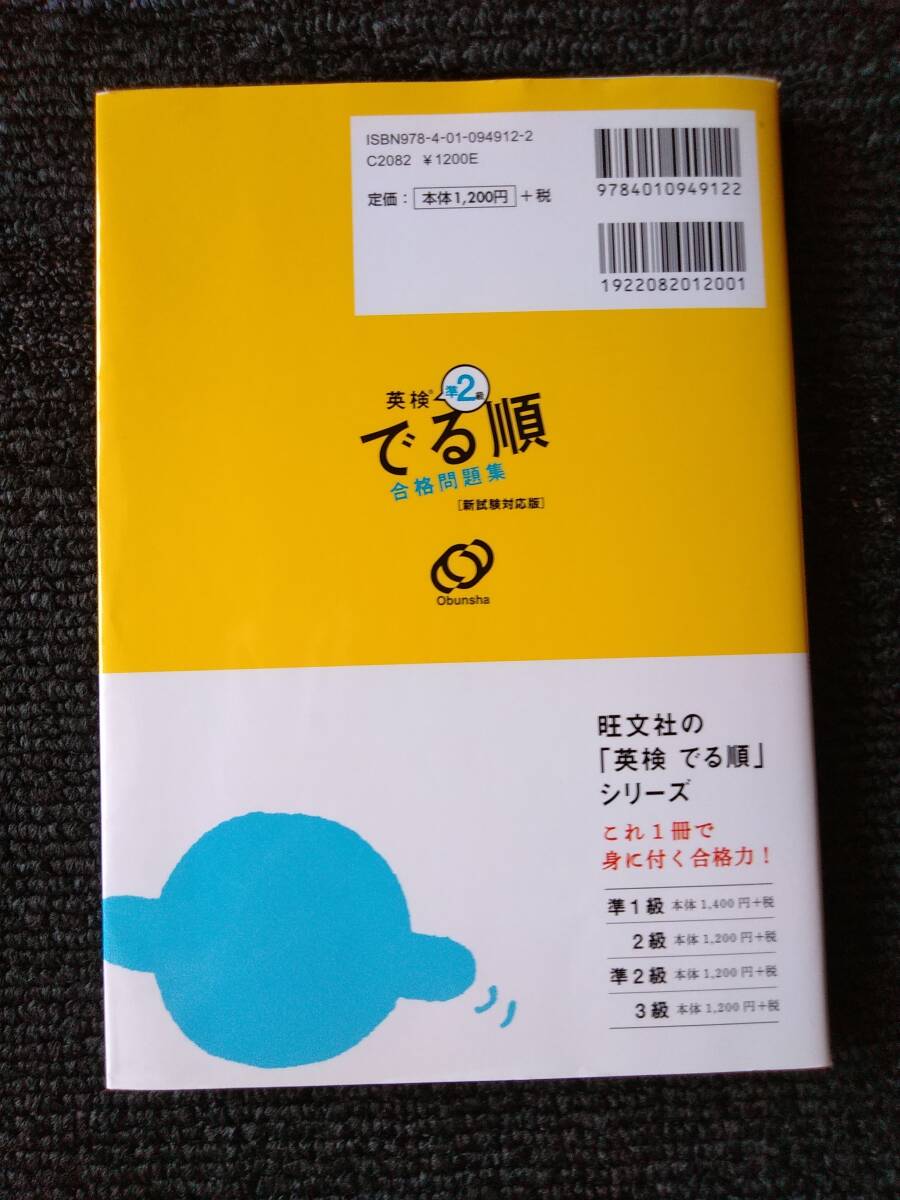 ISBN978-4-01-094912-2
C2082 ¥1200E
定価： 本体1,200円 +税
9784010949122
1922082012001
英検® 準2級
でる順
合格問題集
[新試験対応版]
Obunsha
旺文社の
「英検 でる順」
シリーズ
これ1冊で
身に付く合格力！
準1級 本体1,400円+税
2級 本体1,200円+税
準2級 本体1,200円+税
3級 本体1,200円+税